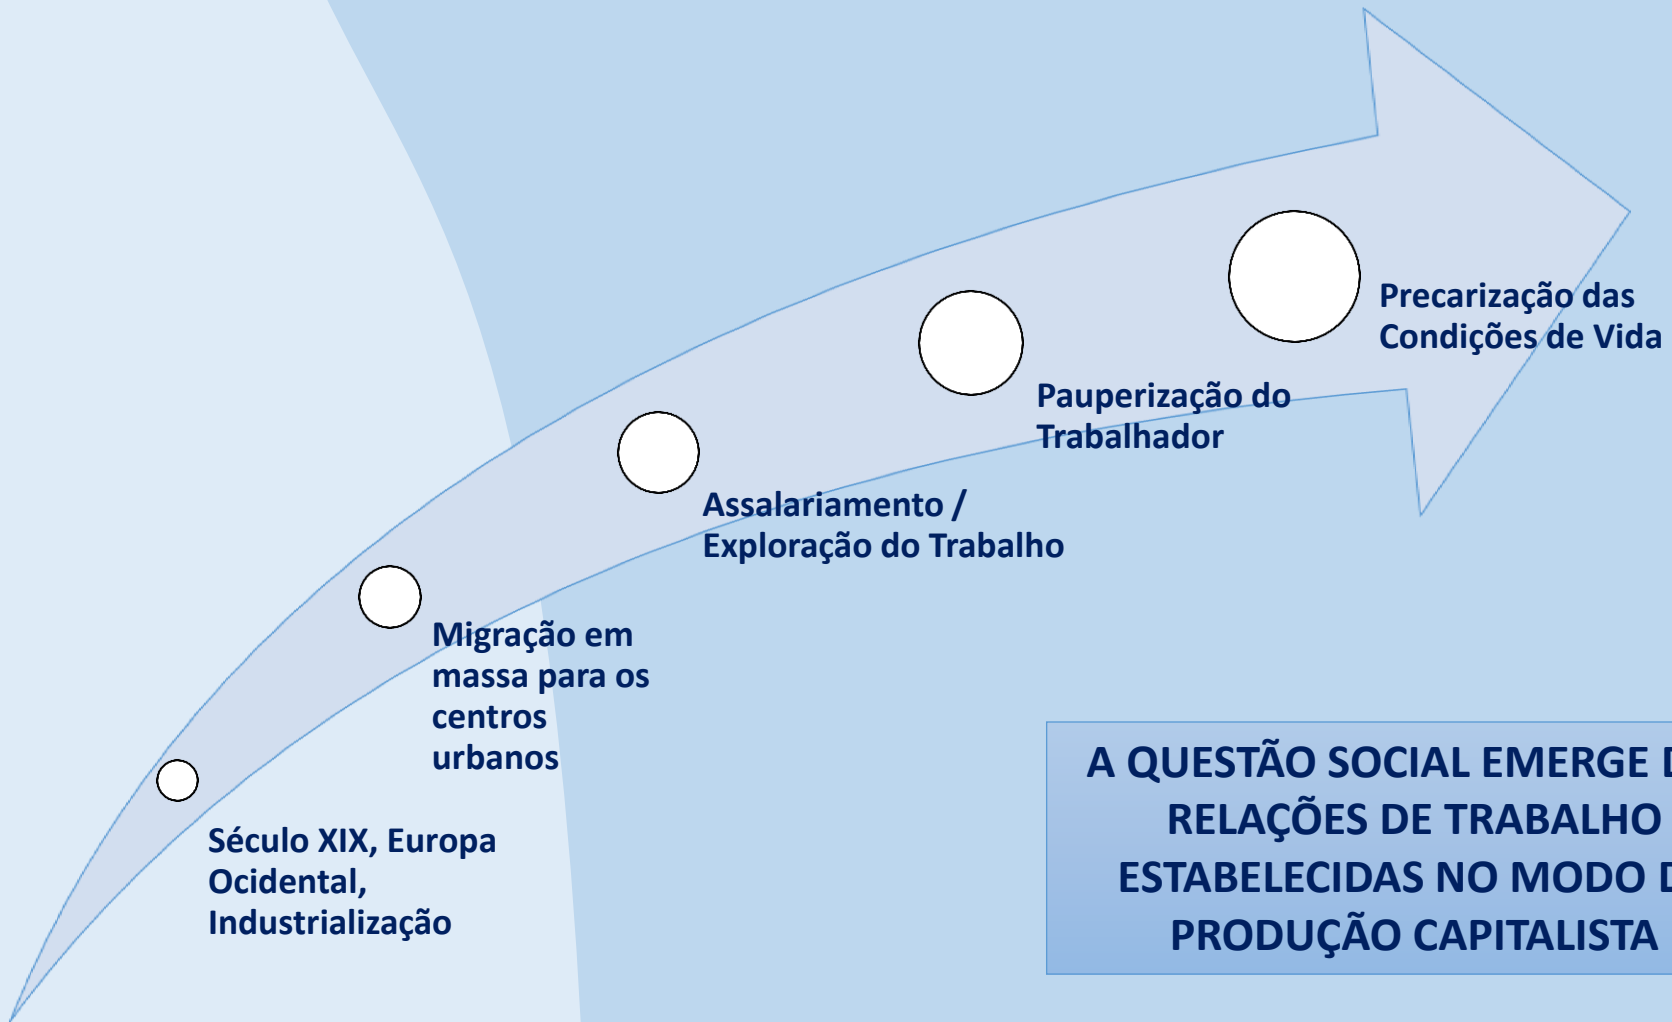 Precarização das
Condições de Vida
Pauperização do
Trabalhador
Assalariamento /
Exploração do Trabalho
Migração em
massa para os
centros
urbanos
Século XIX, Europa
Ocidental,
Industrialização
A QUESTÃO SOCIAL EMERGE
RELAÇÕES DE TRABALHO
ESTABELECIDAS NO MODO
PRODUÇÃO CAPITALISTA